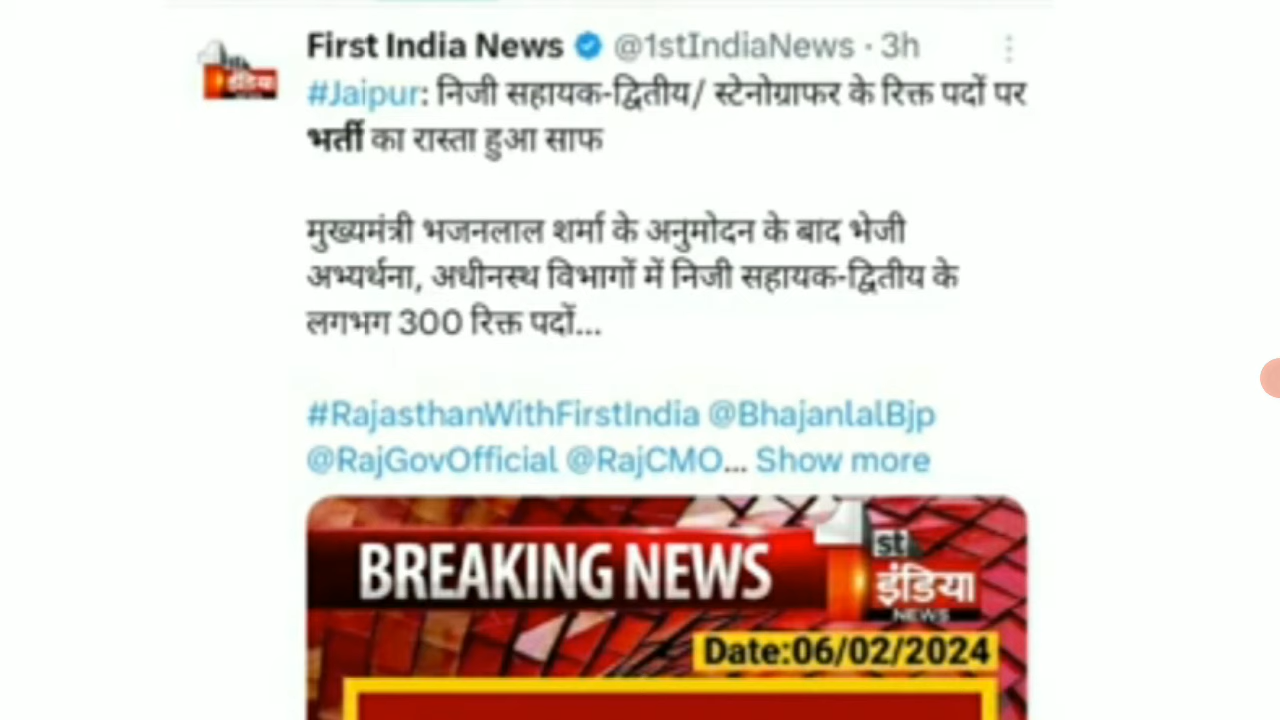 First India News @1stIndiaNews · 3h
#Jaipur: निजी सहायक-द्वितीय/ स्टेनोग्राफर के रिक्त पदों पर
भर्ती का रास्ता हुआ साफ
मुख्यमंत्री भजनलाल शर्मा के अनुमोदन के बाद भेजी
अभ्यर्थना, अधीनस्थ विभागों में निजी सहायक-द्वितीय के
लगभग 300 रिक्त पदों...
#RajasthanWithFirstIndia @BhajanlalBjp
@RajGovOfficial @RajCMO... Show more
BREAKING NEWS
1st
इंडिया
NEWS
Date:06/02/2024